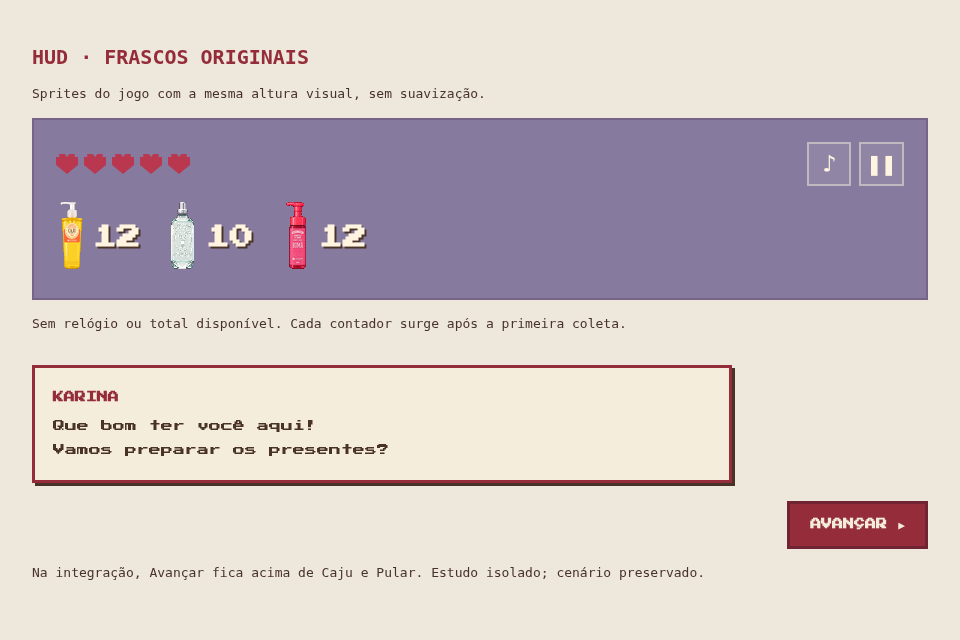 HUD · FRASCOS ORIGINAIS
Sprites do jogo com a mesma altura visual, sem suavização.
12 10 12
Sem relógio ou total disponível. Cada contador surge após a primeira coleta.
KARINA
Que bom ter você aqui!
Vamos preparar os presentes?
AVANÇAR ▸
Na integração, Avançar fica acima de Caju e Pular. Estudo isolado; cenário preservado.